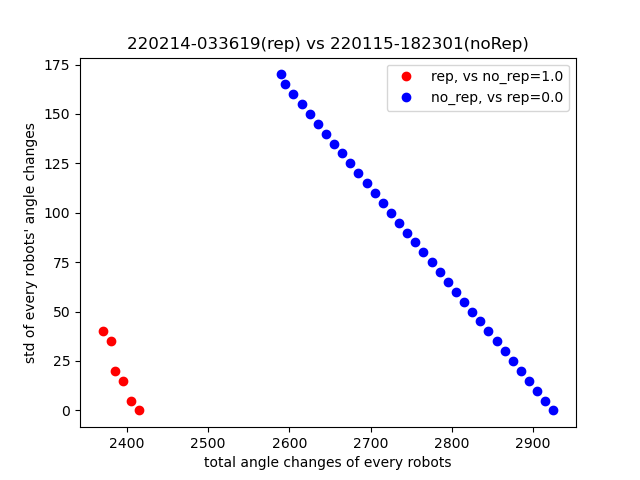 220214-033619(rep) vs 220115-182301(noRep)
175
150
125
100
75
50
25
0
std of every robots' angle changes
rep, vs no_rep=1.0
no_rep, vs rep=0.0
2400 2500 2600 2700 2800 2900
total angle changes of every robots